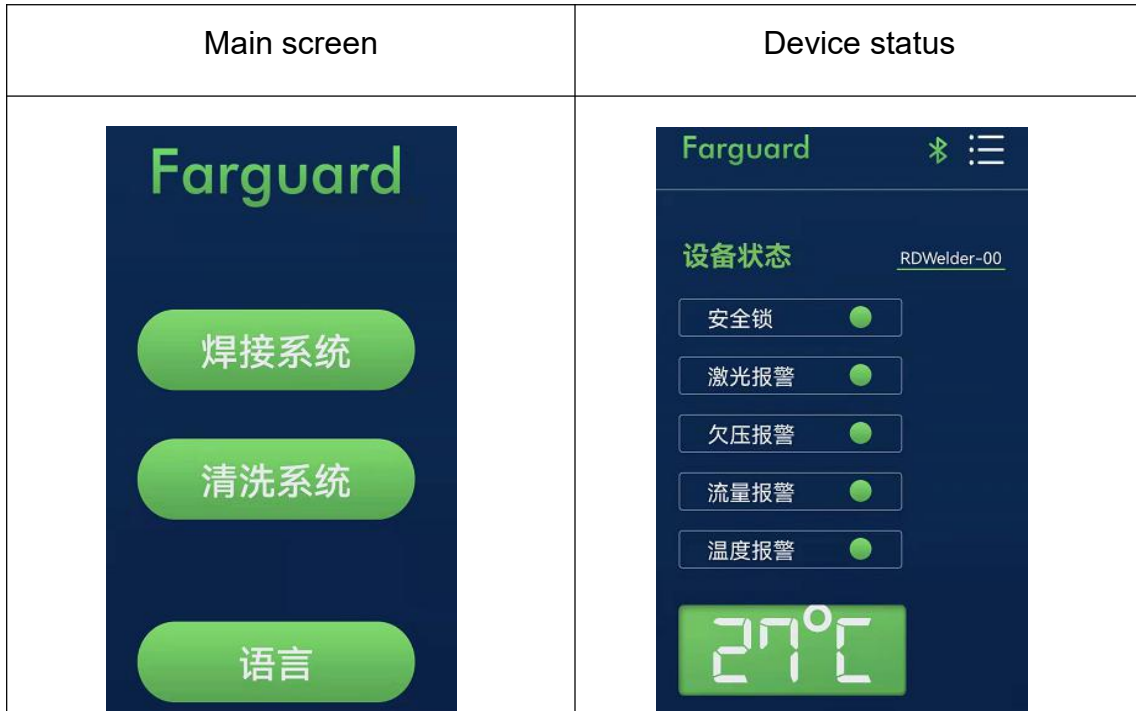 Main screen
Device status
Farguard
焊接系统
清洗系统
语言
Farguard
设备状态
RDWelder-00
安全锁
激光报警
欠压报警
流量报警
温度报警
27°C